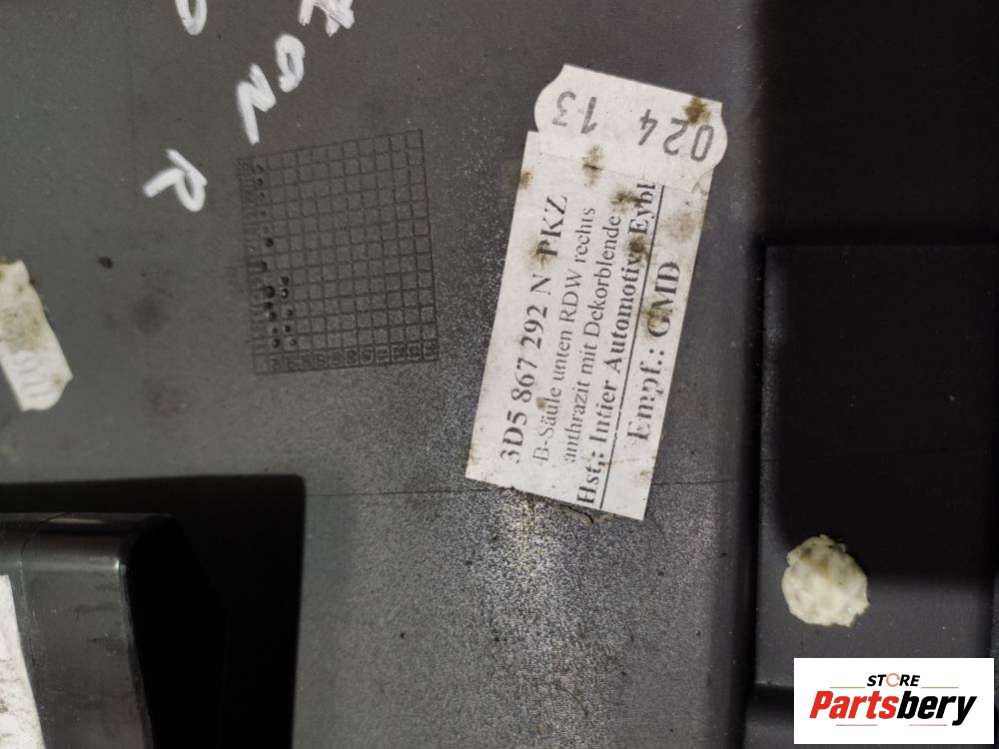 024
13
3D5 867 292 N PKZ
B-Säule unten RDW rechts
anthrazit mit Dekorblende
Hst.: Intier Automotive Eybl
Empf.: GMD
R
STORE
Partsbery